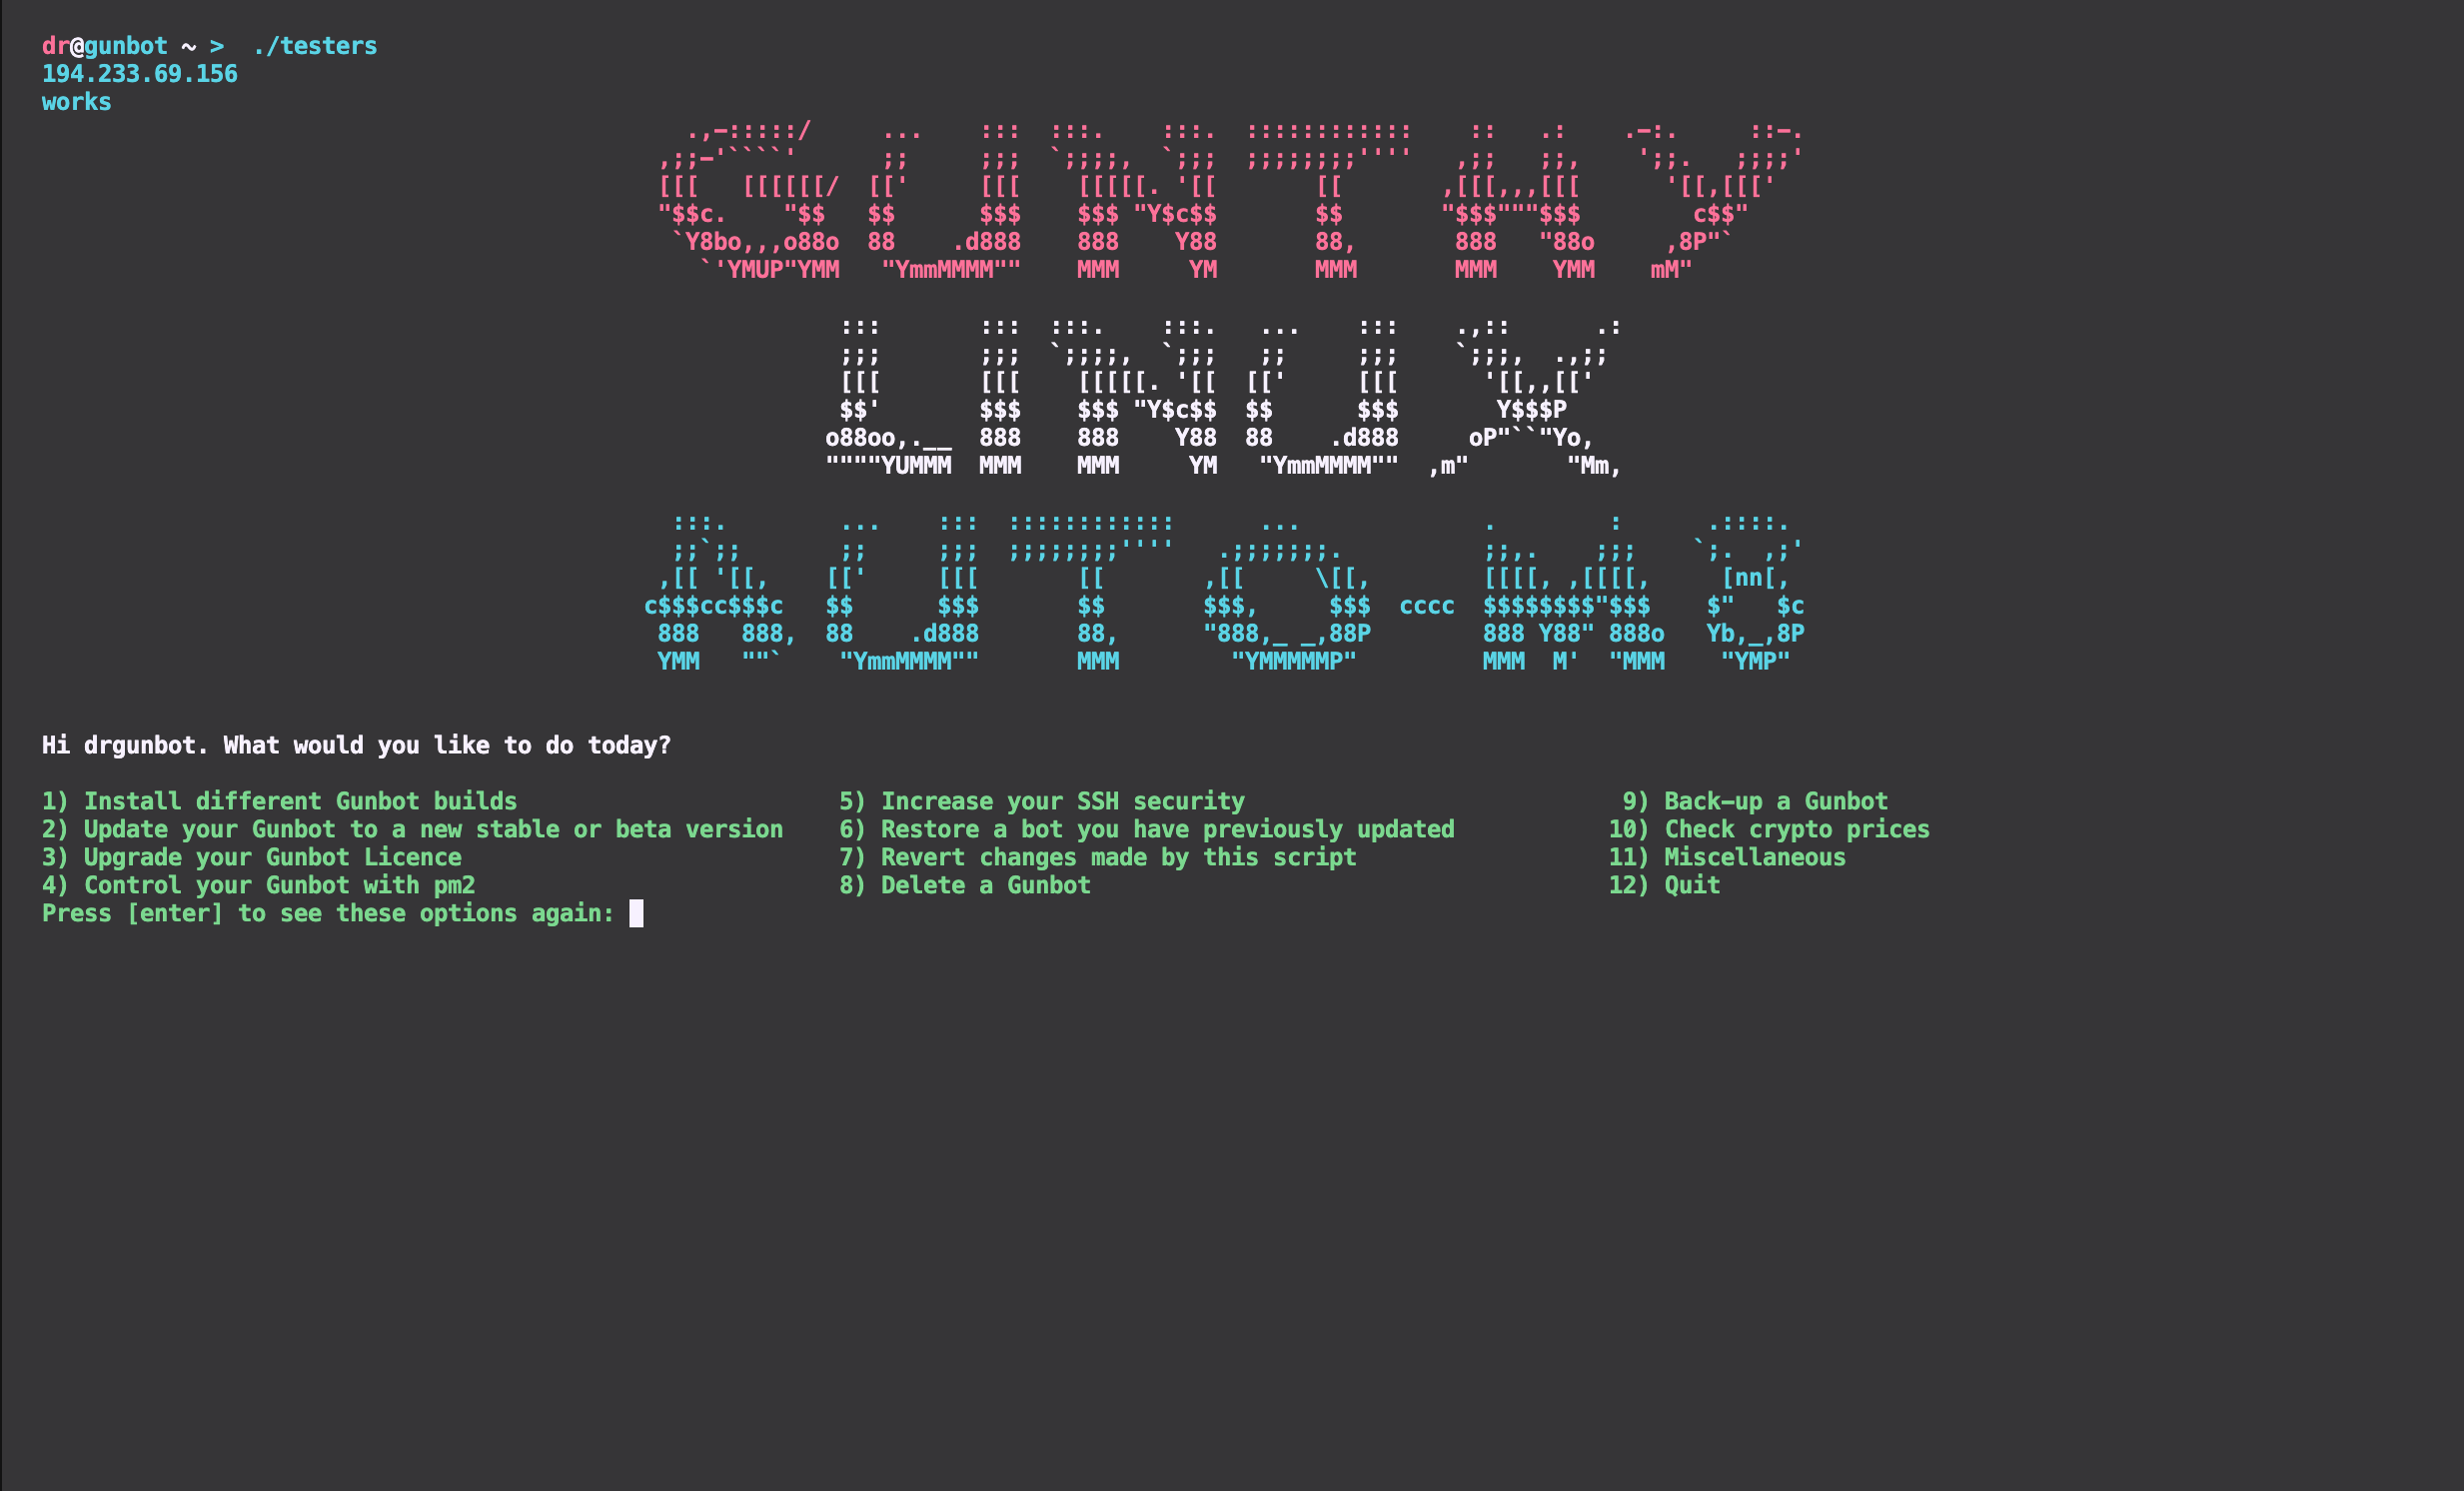 dr@gunbot ~ >  ./testers
194.233.69.156
works
GUNTHY
LINUX
AUTO-M8
Hi drgunbot. What would you like to do today?
1) Install different Gunbot builds 5) Increase your SSH security 9) Back-up a Gunbot
2) Update your Gunbot to a new stable or beta version 6) Restore a bot you have previously updated 10) Check crypto prices
3) Upgrade your Gunbot Licence 7) Revert changes made by this script 11) Miscellaneous
4) Control your Gunbot with pm2 8) Delete a Gunbot 12) Quit
Press [enter] to see these options again: